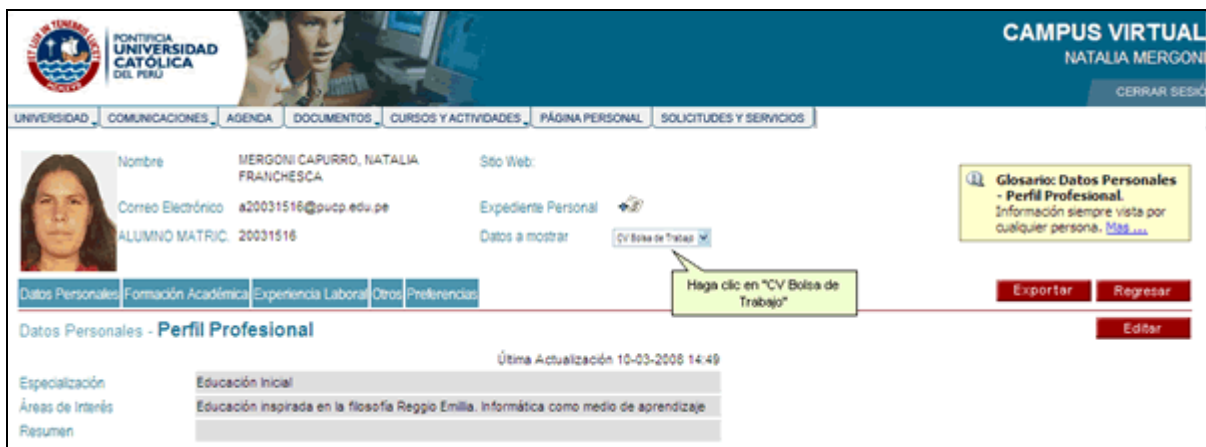 PONTIFICIA
UNIVERSIDAD
CATÓLICA
DEL PERÚ
CAMPUS VIRTUAL
NATALIA MERGONI
CERRAR SESIÓ
UNIVERSIDAD COMUNICACIONES AGENDA DOCUMENTOS CURSOS Y ACTIVIDADES PÁGINA PERSONAL SOLICITUDES Y SERVICIOS
Nombre MERGONI CAPURRO, NATALIA FRANCHESCA Sitio Web:
Correo Electrónico a20031516@pucp.edu.pe Expediente Personal
ALUMNO MATRIC. 20031516 Datos a mostrar CV Bolsa de Trabajo
Glosario: Datos Personales
- Perfil Profesional.
Información siempre vista por
cualquier persona. Mas ...
Haga clic en "CV Bolsa de
Trabajo"
Datos Personales Formación Académica Experiencia Laboral Otros Preferencias Exportar Regresar
Datos Personales - Perfil Profesional Editar
Última Actualización 10-03-2008 14:49
Especialización Educación Inicial
Áreas de Interés Educación inspirada en la filosofía Reggio Emilia. Informática como medio de aprendizaje
Resumen